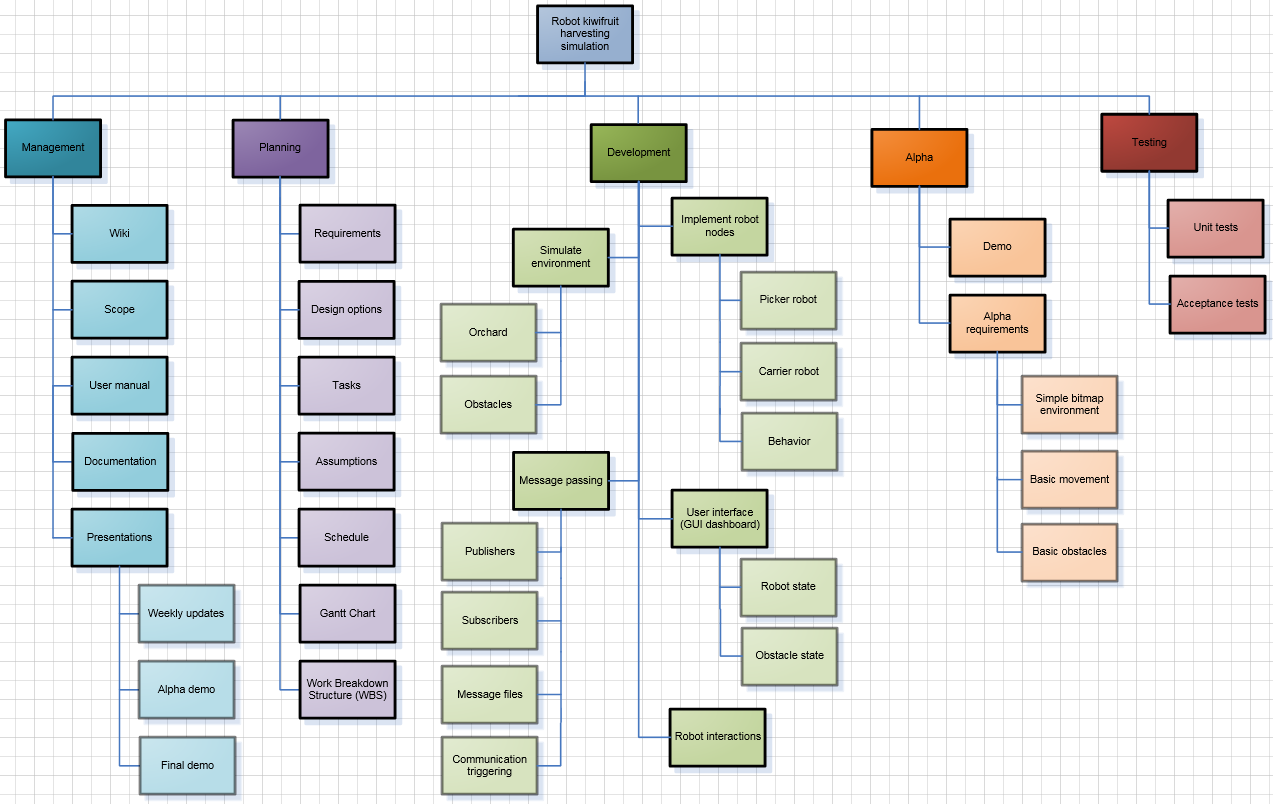 Robot kiwifruit
harvesting
simulation
Management
Wiki
Scope
User manual
Documentation
Presentations
Weekly updates
Alpha demo
Final demo
Planning
Requirements
Design options
Tasks
Assumptions
Schedule
Gantt Chart
Work Breakdown
Structure (WBS)
Development
Simulate
environment
Orchard
Obstacles
Message passing
Publishers
Subscribers
Message files
Communication
triggering
Implement robot
nodes
Picker robot
Carrier robot
Behavior
User interface
(GUI dashboard)
Robot state
Obstacle state
Robot interactions
Alpha
Demo
Alpha
requirements
Simple bitmap
environment
Basic movement
Basic obstacles
Testing
Unit tests
Acceptance tests